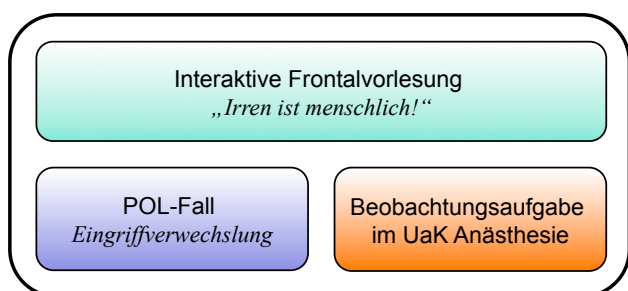 Interaktive Frontalvorlesung
„Irren ist menschlich!“
POL-Fall
Eingriffverwechslung
Beobachtungsaufgabe
im UaK Anästhesie